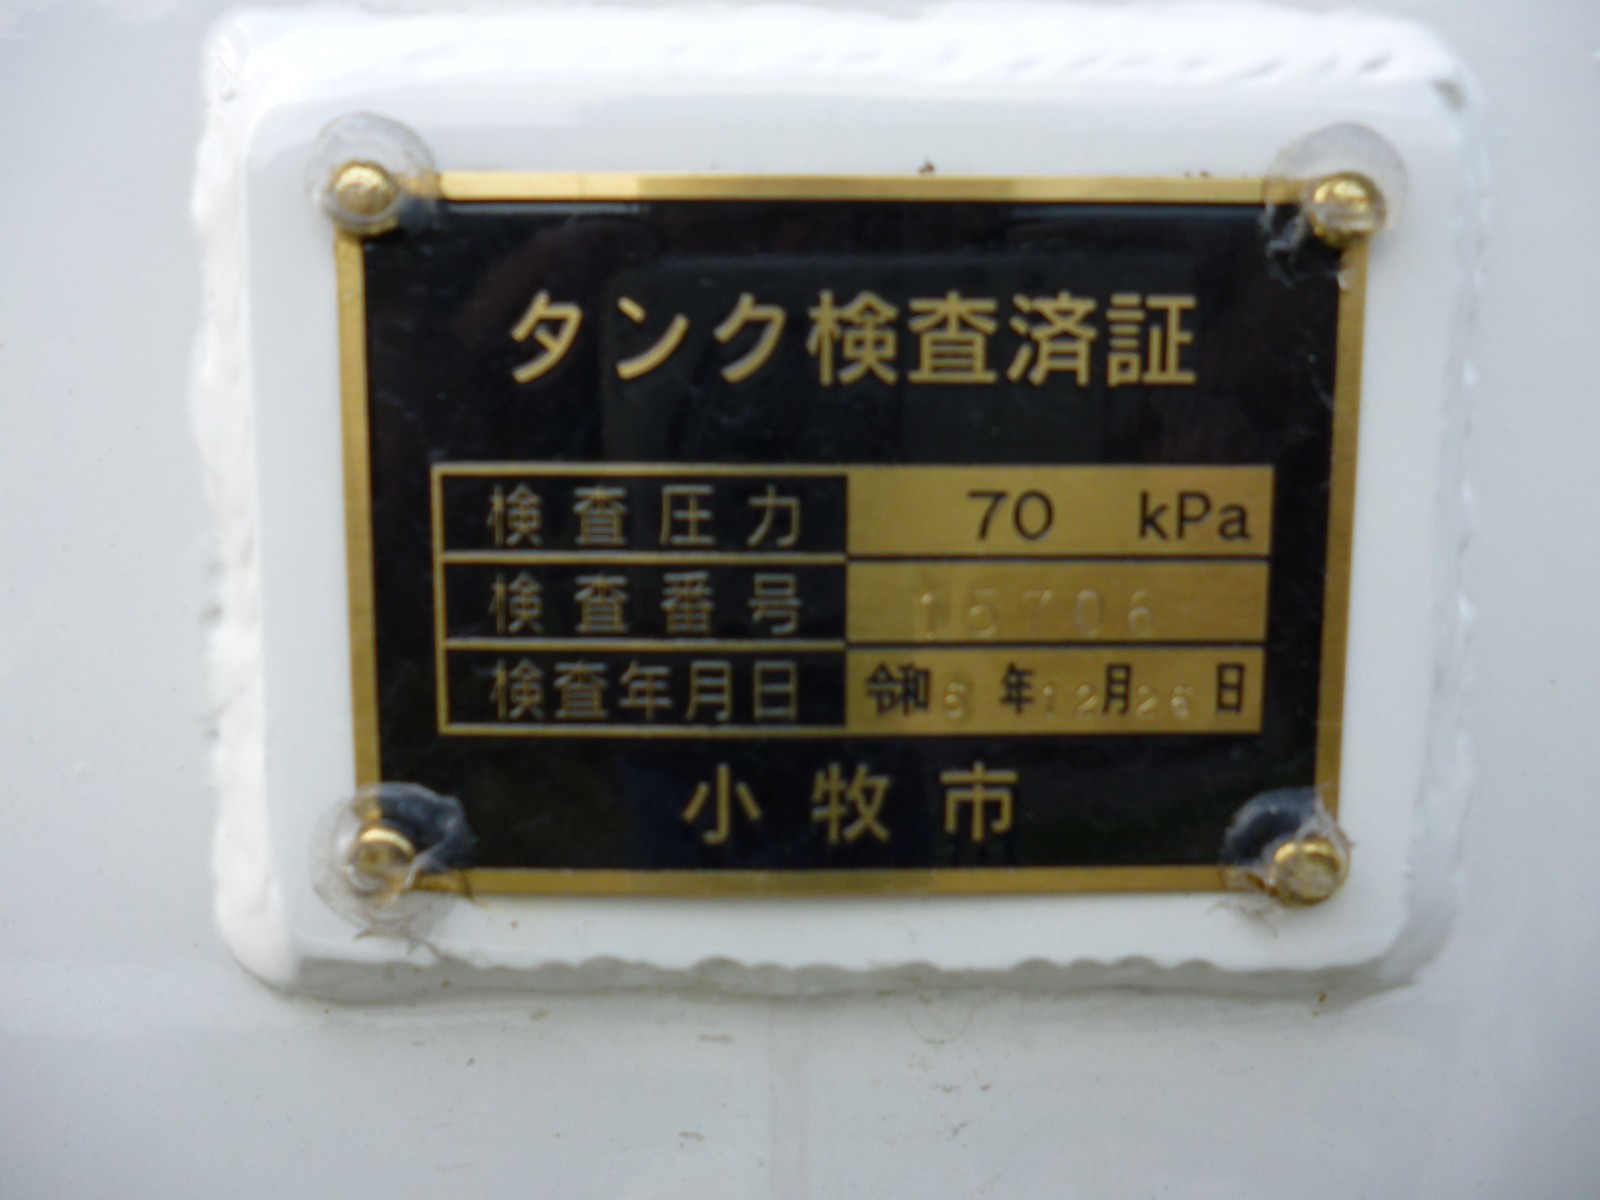 タンク検査済証
検査圧力 70 kPa
検査番号 15706
検査年月日 令和5年12月26日
小牧市